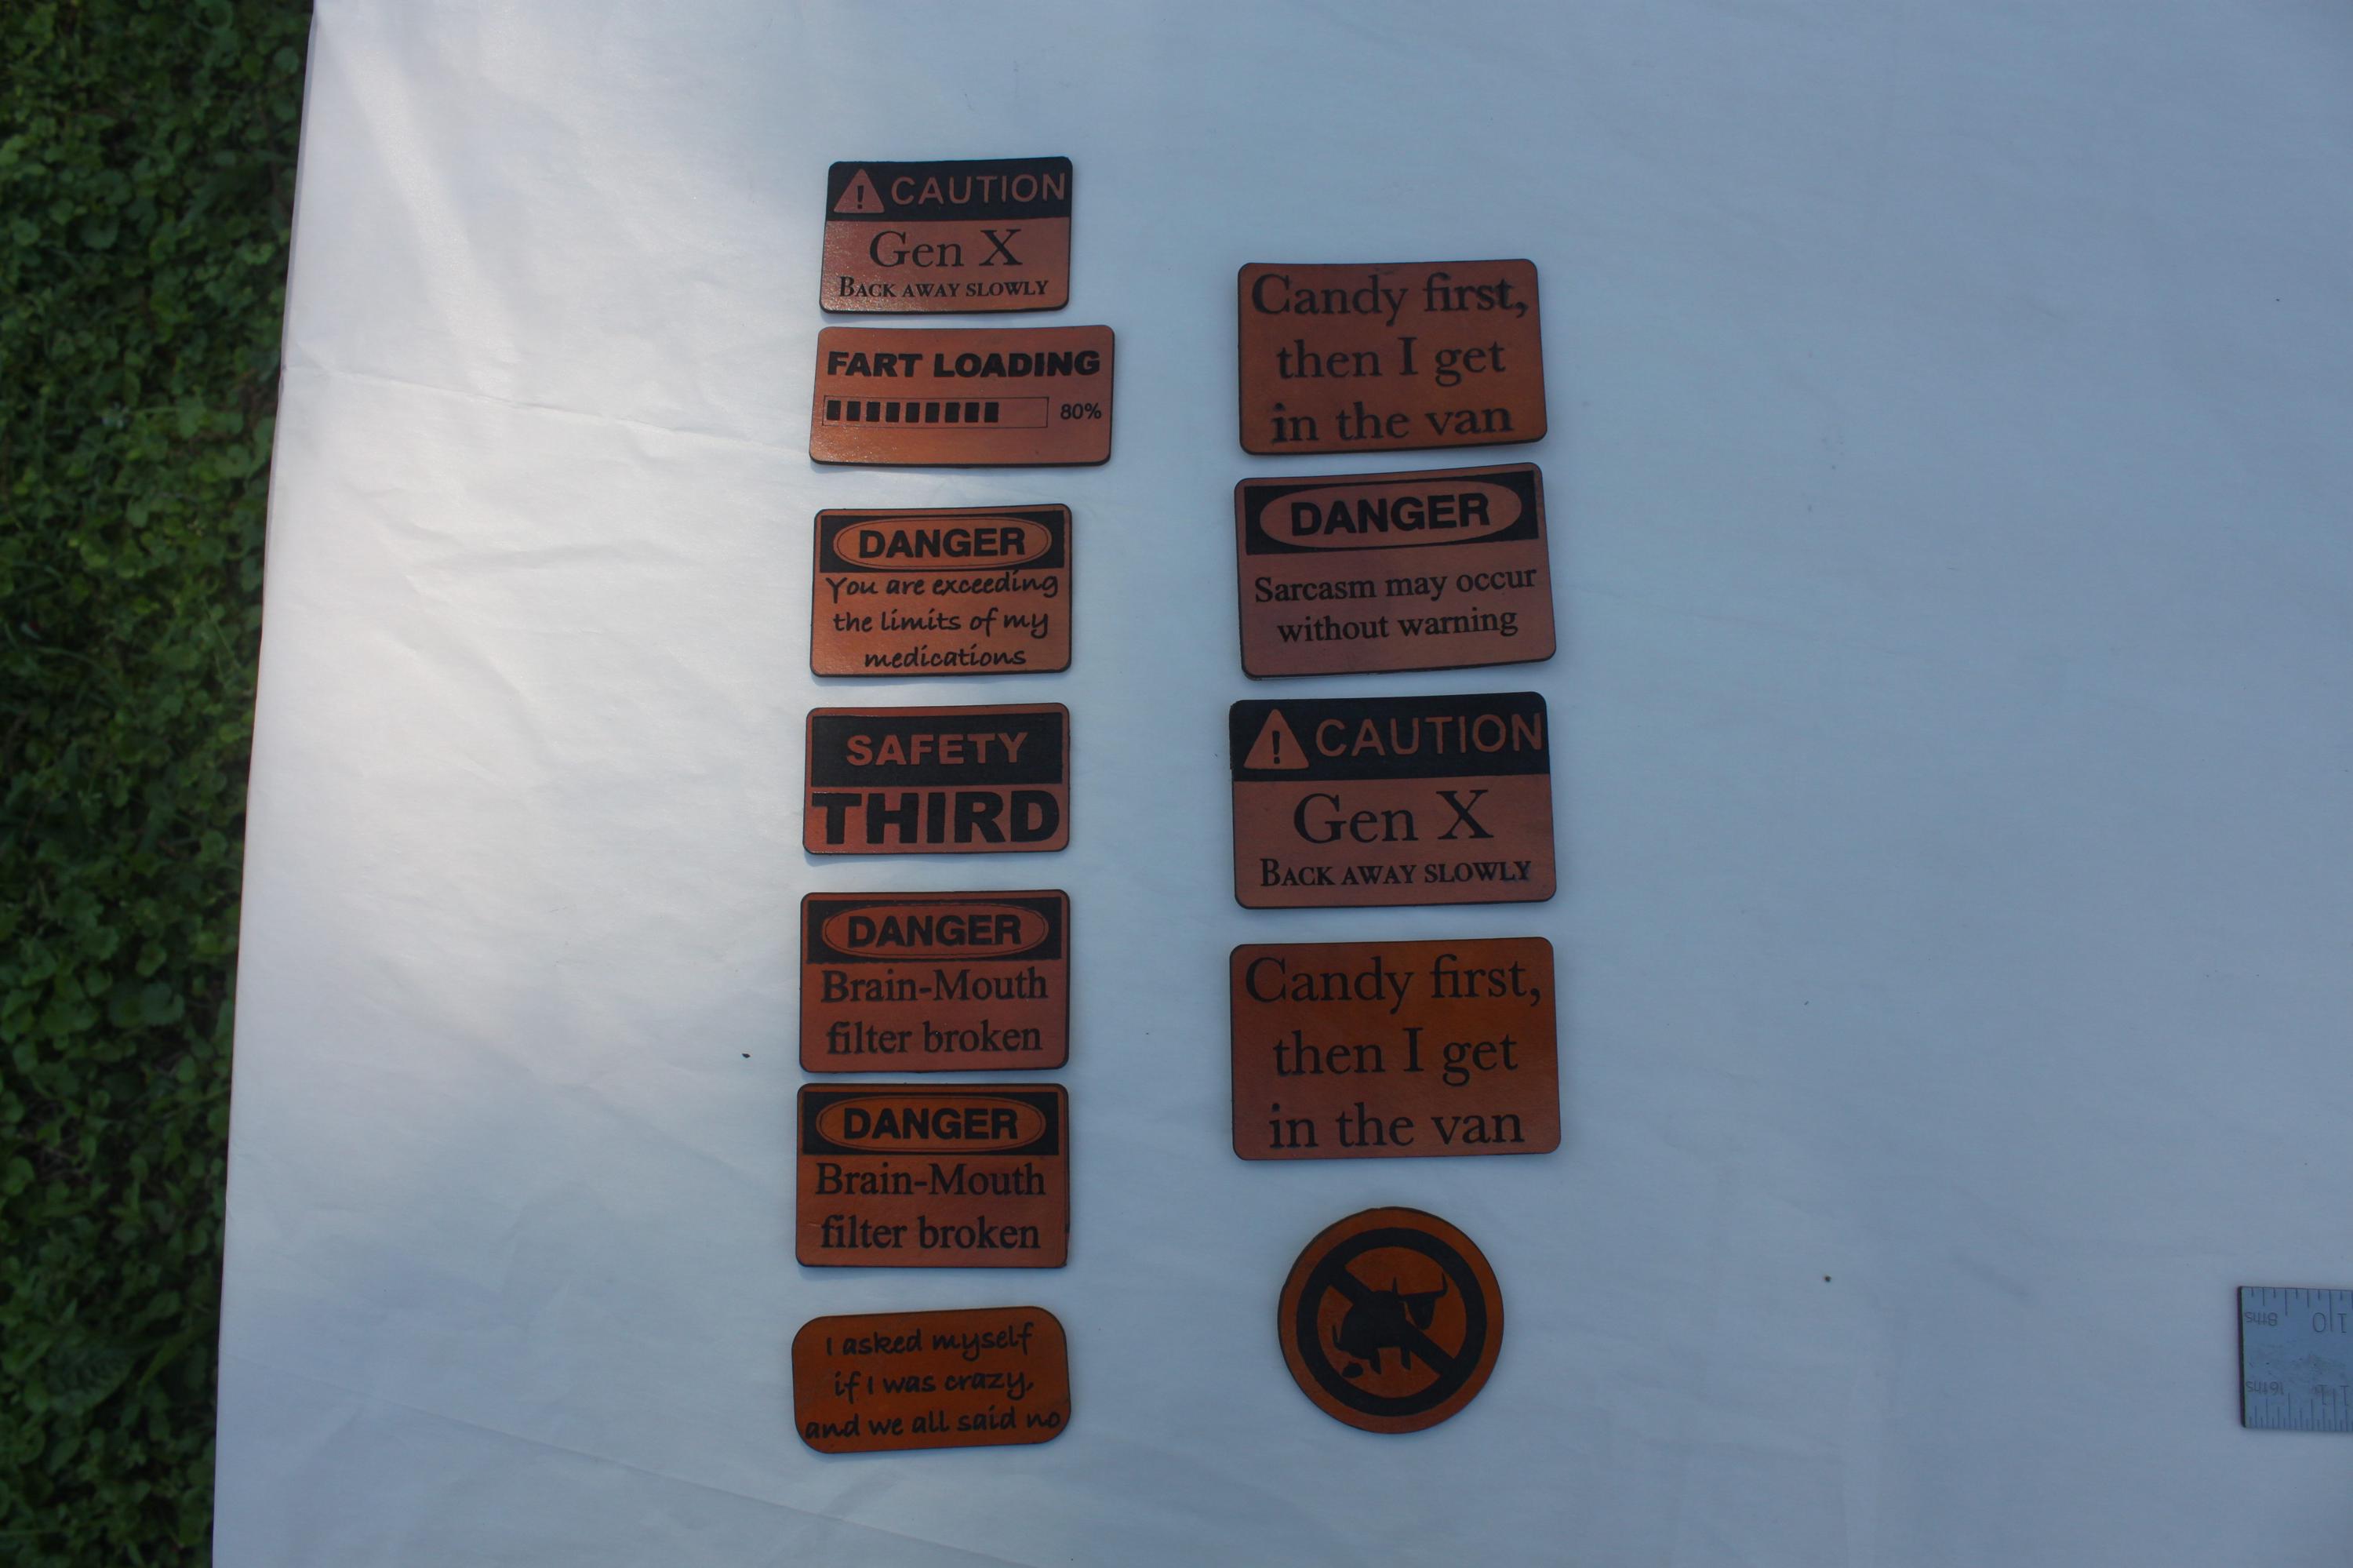 CAUTION
Gen X
BACK AWAY SLOWLY
FART LOADING
80%
DANGER
You are exceeding
the limits of my
medications
SAFETY
THIRD
DANGER
Brain-Mouth
filter broken
DANGER
Brain-Mouth
filter broken
I asked myself
if I was crazy,
and we all said no
Candy first,
then I get
in the van
DANGER
Sarcasm may occur
without warning
CAUTION
Gen X
BACK AWAY SLOWLY
Candy first,
then I get
in the van
8ths
16ths